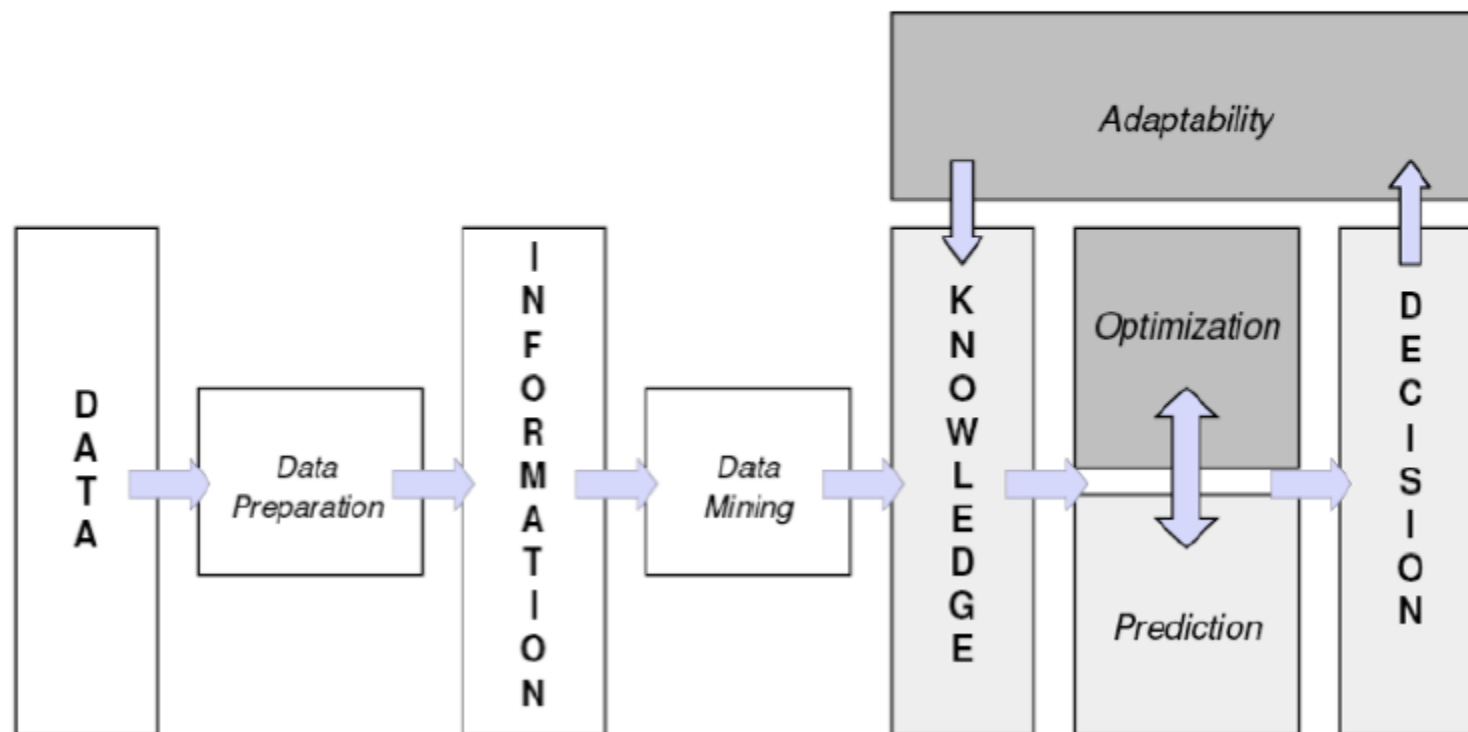 DATA
Data
Preparation
INFORMATION
Data
Mining
KNOWLEDGE
Adaptability
Optimization
Prediction
DECISION